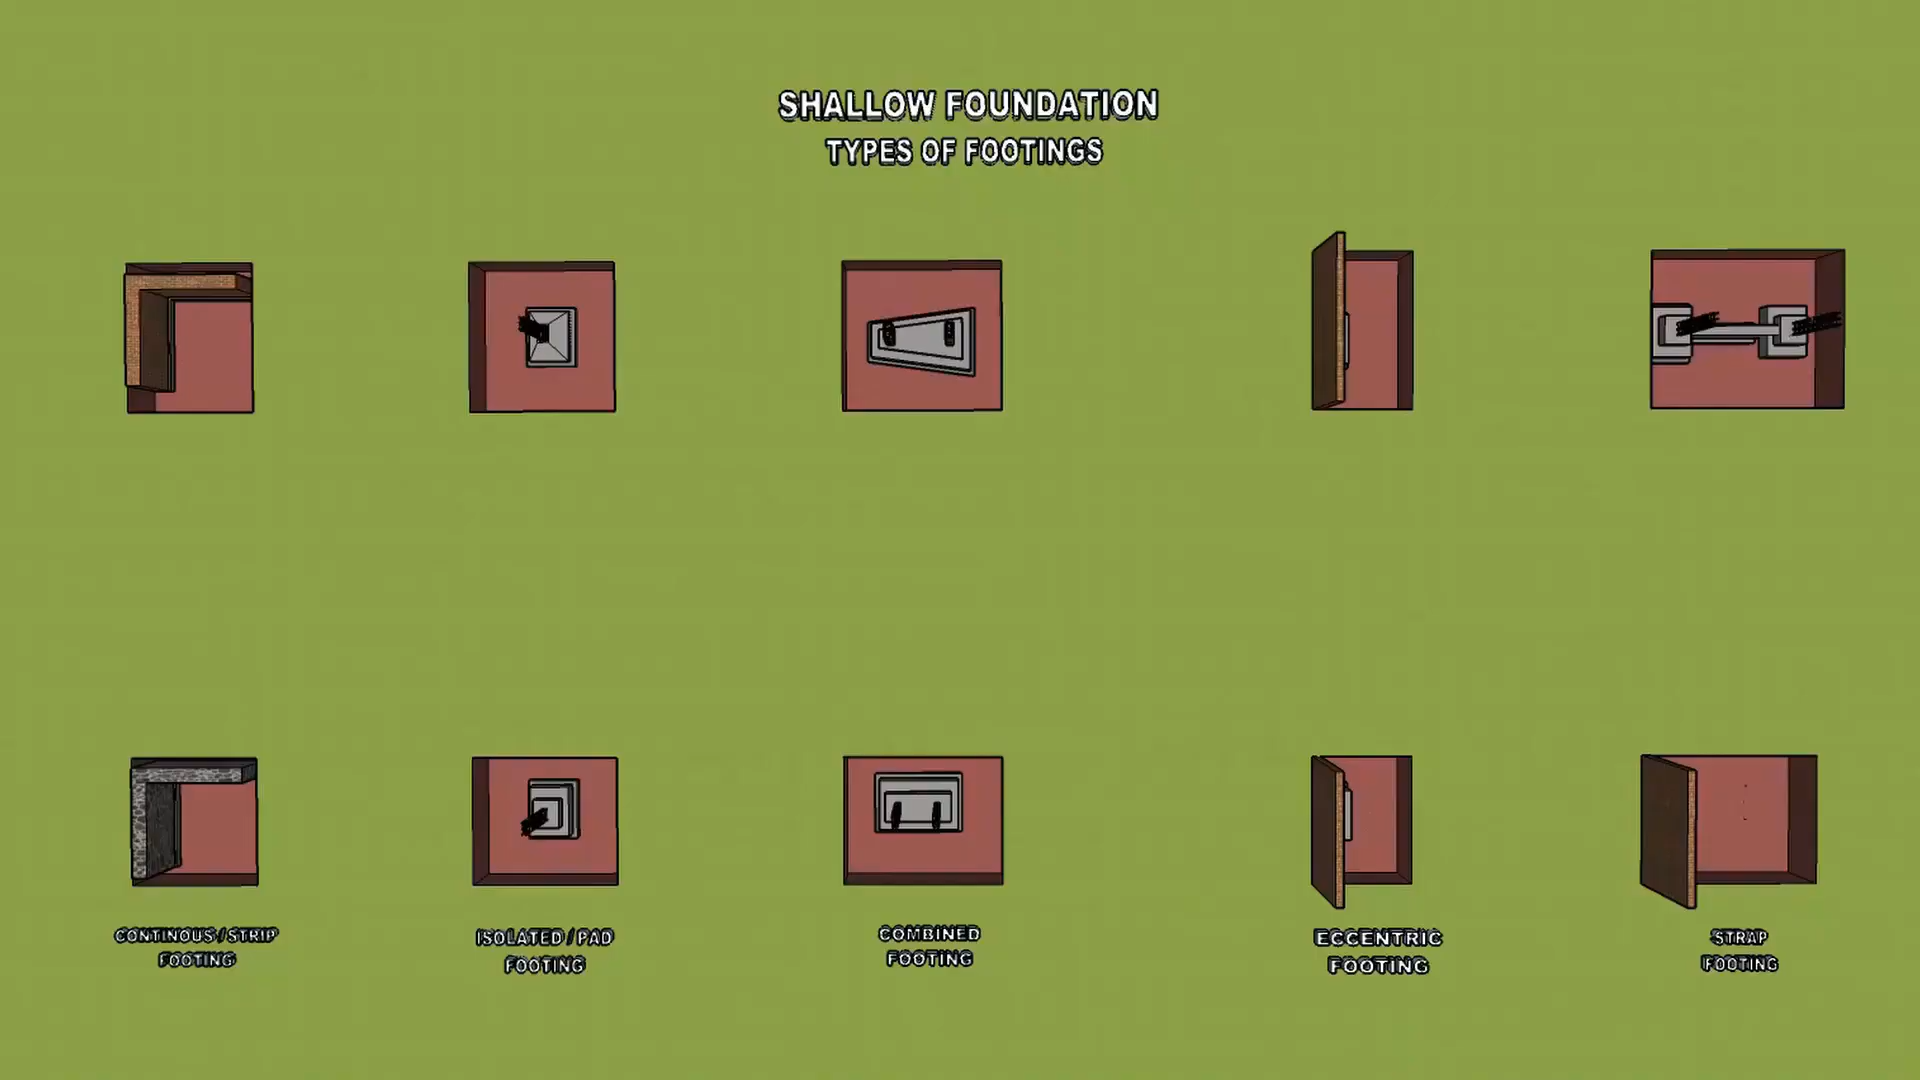 SHALLOW FOUNDATION
TYPES OF FOOTINGS
CONTINOUS / STRIP
FOOTING
ISOLATED / PAD
FOOTING
COMBINED
FOOTING
ECCENTRIC
FOOTING
STRAP
FOOTING